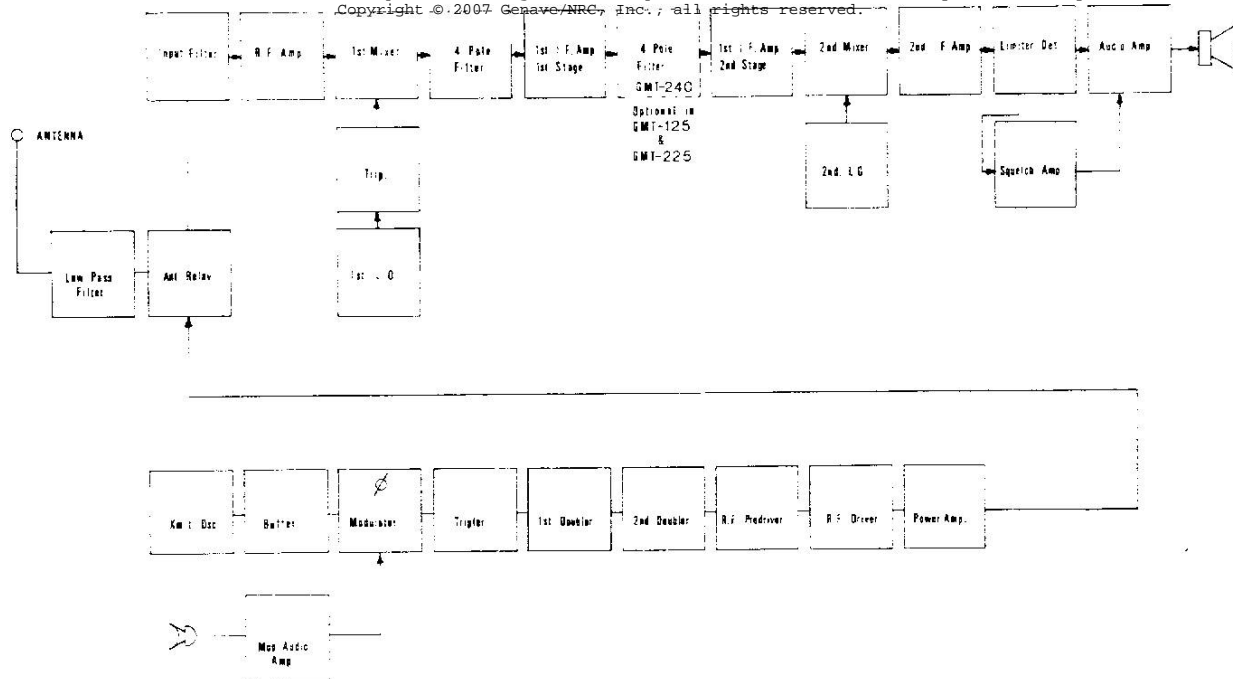 Copyright © 2007 Genave/NRC, Inc.; all rights reserved.
Input Filter
R.F. Amp
1st Mixer
4 Pole
Filter
1st I.F. Amp
1st Stage
4 Pole
Filter
GMT-240
Optional in
GMT-125
&
GMT-225
1st I.F. Amp
2nd Stage
2nd Mixer
2nd I.F. Amp
Limiter Det.
Audio Amp
ANTENNA
Trip.
2nd. L.O
Squelch Amp
Low Pass
Filter
Ant Relay
1st L.O
Xmit Osc
Buffer
ø
Modulator
Tripler
1st Doubler
2nd Doubler
R.F. Predriver
R.F. Driver
Power Amp.
Audio
Amp